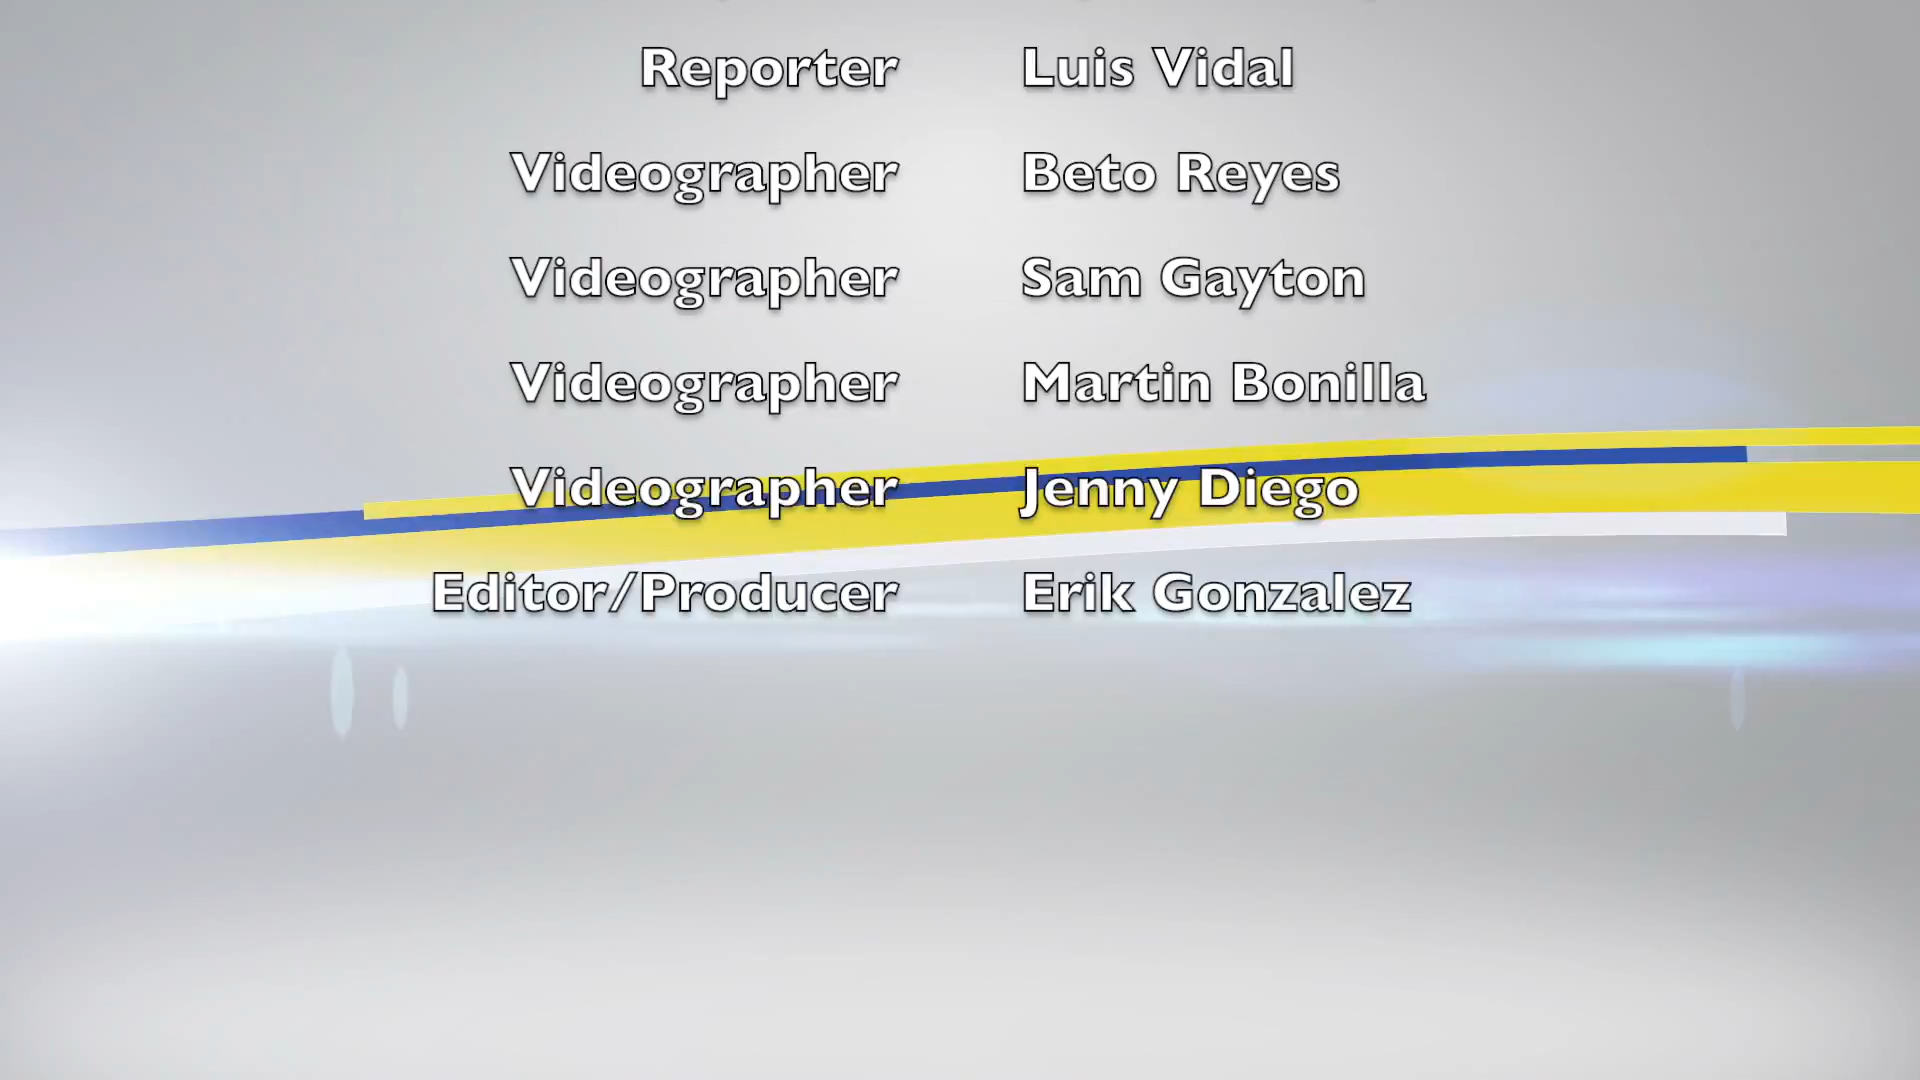 Reporter Luis Vidal
Videographer Beto Reyes
Videographer Sam Gayton
Videographer Martin Bonilla
Videographer Jenny Diego
Editor/Producer Erik Gonzalez